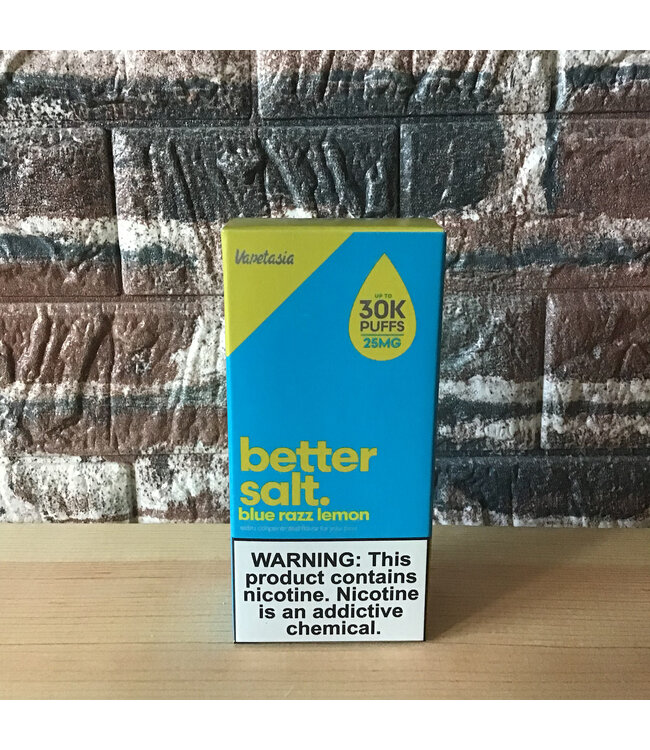 Vapetasia
UP TO
30K
PUFFS
25MG
better
salt.
blue razz lemon
WARNING: This
product contains
nicotine. Nicotine
is an addictive
chemical.